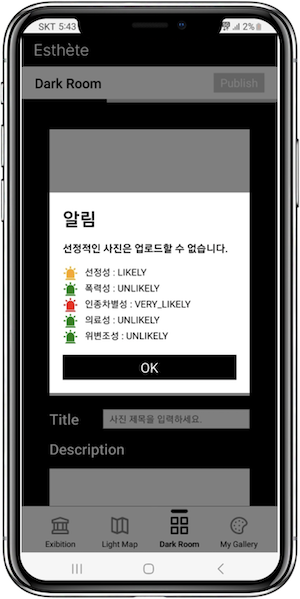 SKT 5:43
2%
Esthète
Dark Room
Publish
알림
선정적인 사진은 업로드할 수 없습니다.
선정성 : LIKELY
폭력성 : UNLIKELY
인종차별성 : VERY_LIKELY
의료성 : UNLIKELY
위변조성 : UNLIKELY
OK
Title
사진 제목을 입력하세요.
Description
Exibition
Light Map
Dark Room
My Gallery